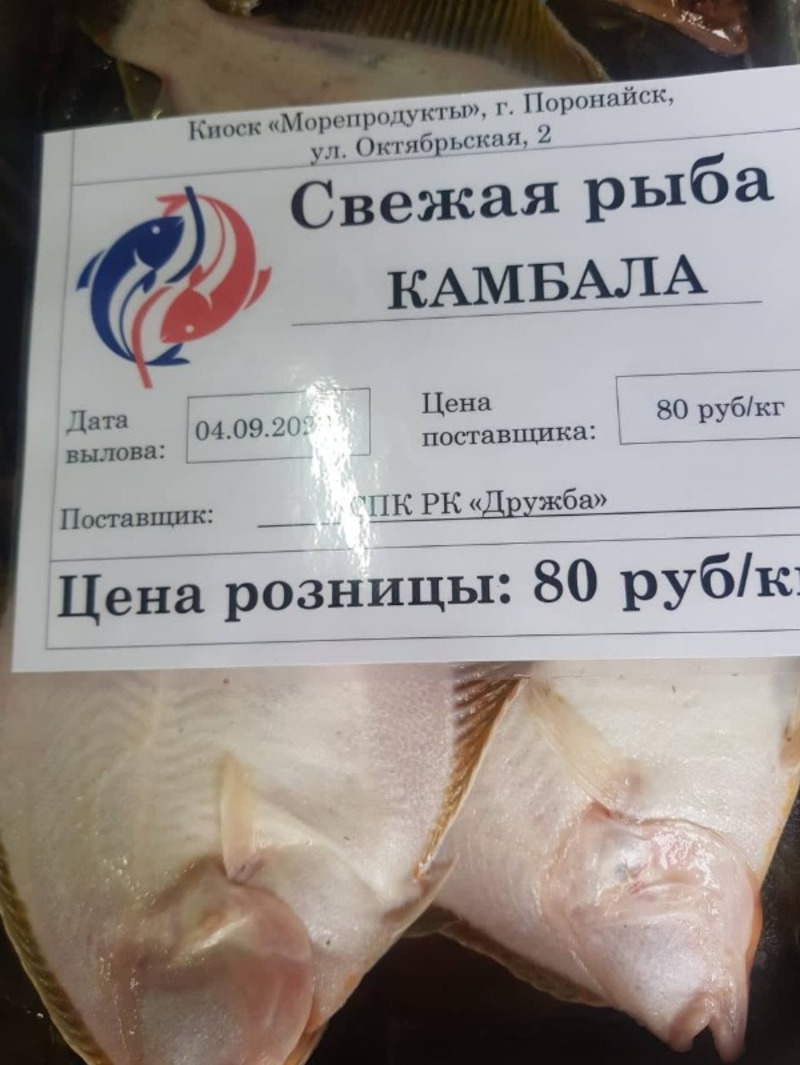 Киоск «Морепродукты», г. Поронайск,
ул. Октябрьская, 2
Свежая рыба
КАМБАЛА
Дата вылова:
Цена поставщика:
80 руб/кг
Поставщик: СПК РК «Дружба»
Цена розницы: 80 руб/кг